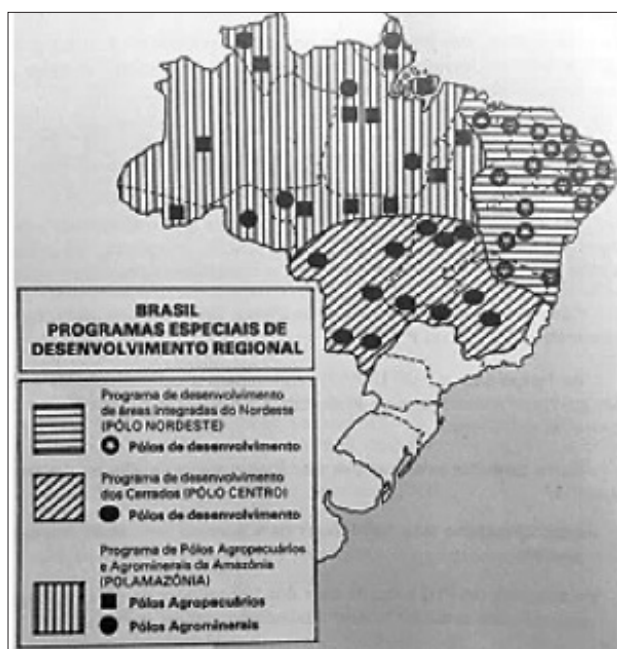 BRASIL
PROGRAMAS ESPECIAIS DE
DESENVOLVIMENTO REGIONAL
Programa de desenvolvimento
de áreas integradas do Nordeste
(PÓLO NORDESTE)
Pólos de desenvolvimento
Programa de desenvolvimento
dos Cerrados (PÓLO CENTRO)
Pólos de desenvolvimento
Programa de Pólos Agropecuários
e Agrominerais da Amazônia
(POLAMAZÔNIA)
Pólos Agropecuários
Pólos Agrominerais